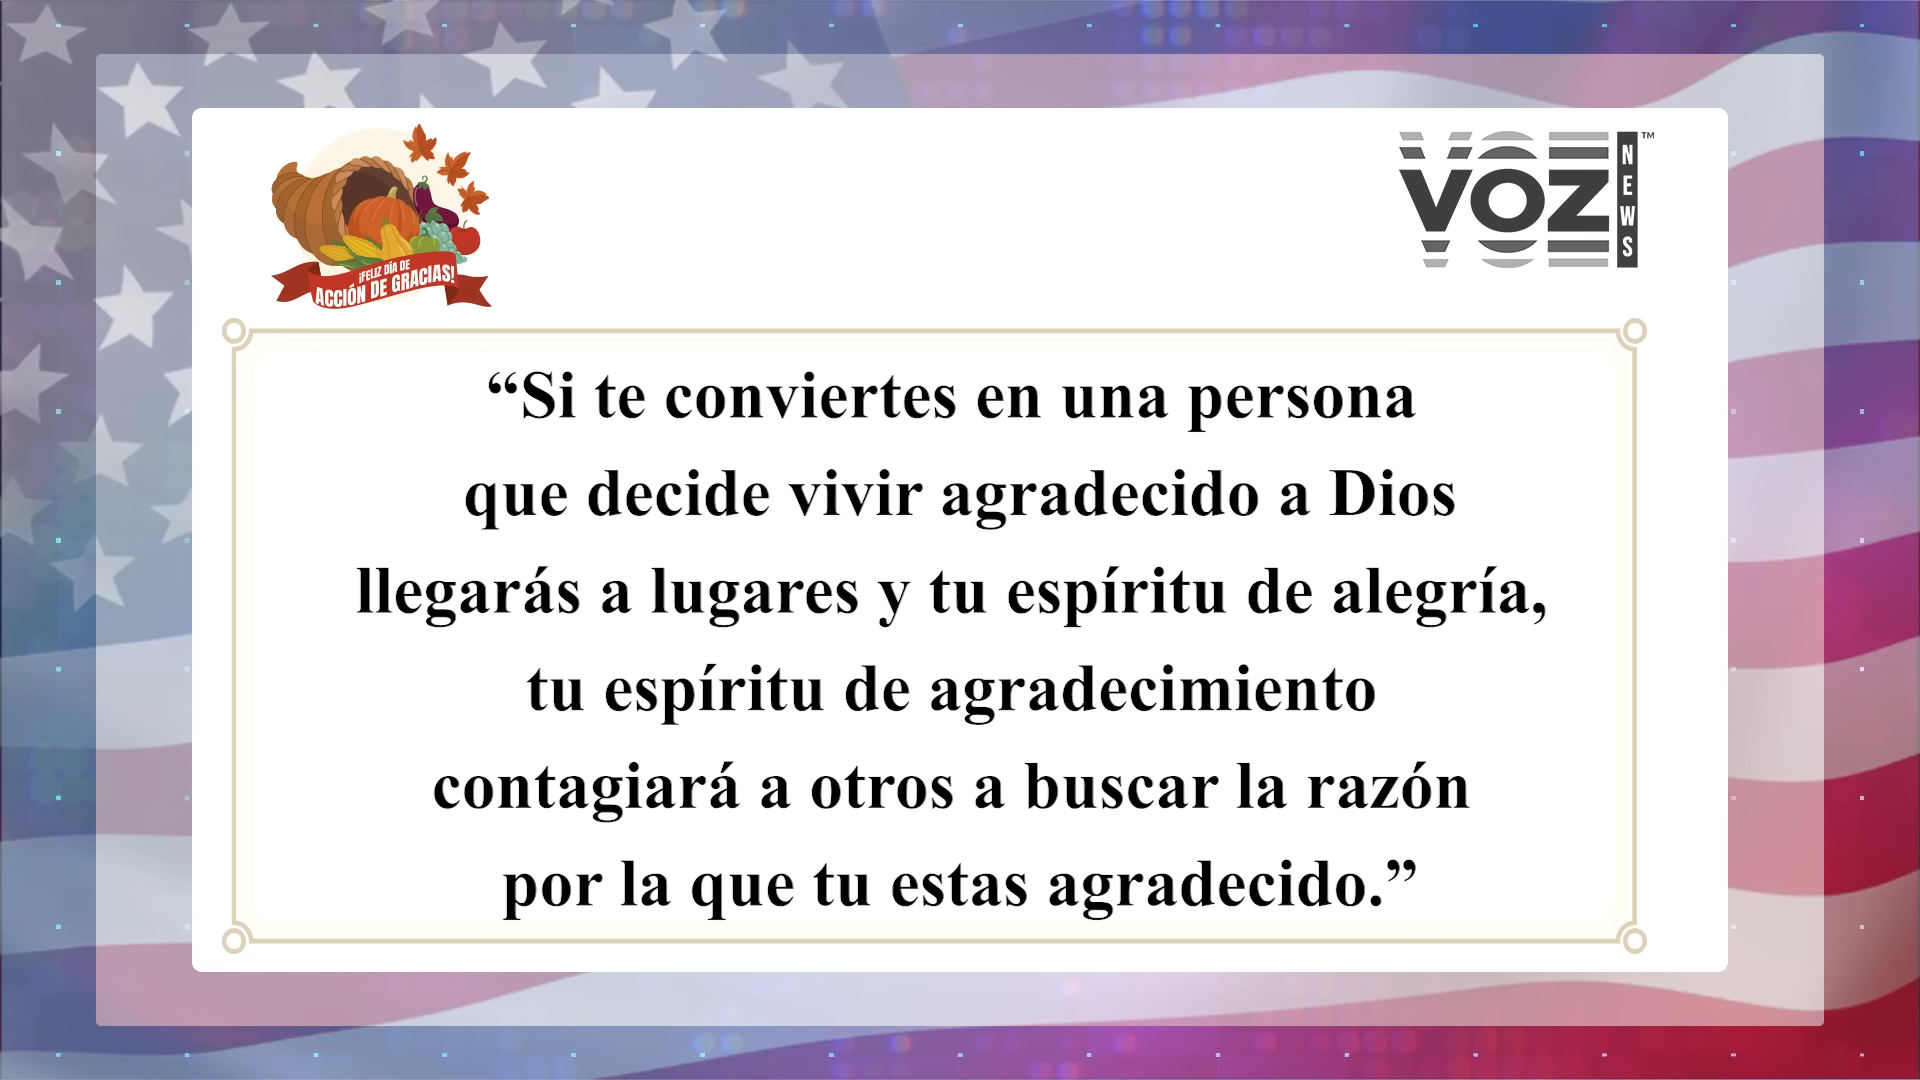 ¡FELIZ DÍA DE
ACCIÓN DE GRACIAS!
VOZ
NEWS
TM
“Si te conviertes en una persona
que decide vivir agradecido a Dios
llegarás a lugares y tu espíritu de alegría,
tu espíritu de agradecimiento
contagiará a otros a buscar la razón
por la que tu estas agradecido.”